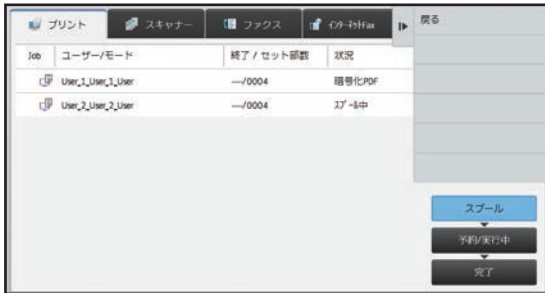 プリント
スキャナー
ファクス
ｲﾝﾀｰﾈｯﾄFax
戻る
Job ユーザー/モード 終了 / セット部数 状況
User_1_User_1_User ----/0004 暗号化PDF
User_2_User_2_User ----/0004 ｽﾌﾟｰﾙ中
スプール
予約/実行中
完了